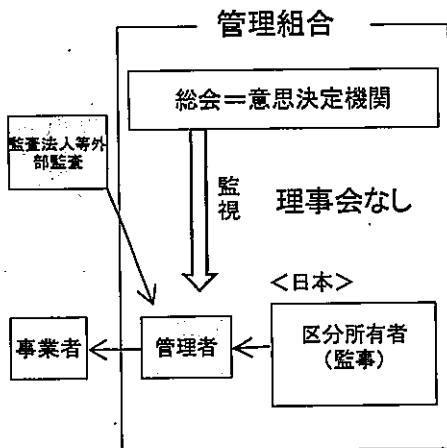 管理組合
総会=意思決定機関
監査法人等外
部監査
監視
理事会なし
<日本>
事業者
管理者
区分所有者
(監事)